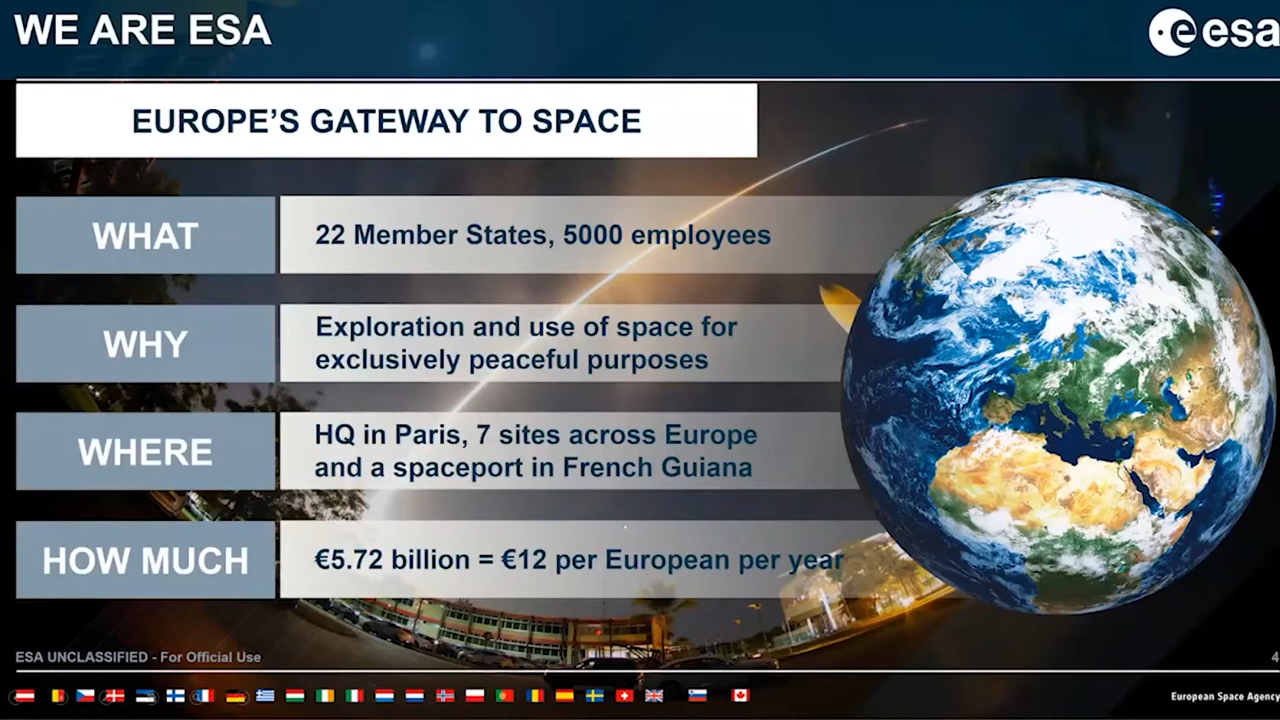 WE ARE ESA
esa
EUROPE'S GATEWAY TO SPACE
WHAT
22 Member States, 5000 employees
WHY
Exploration and use of space for
exclusively peaceful purposes
WHERE
HQ in Paris, 7 sites across Europe
and a spaceport in French Guiana
HOW MUCH
€5.72 billion = €12 per European per year
ESA UNCLASSIFIED - For Official Use
4
European Space Agency